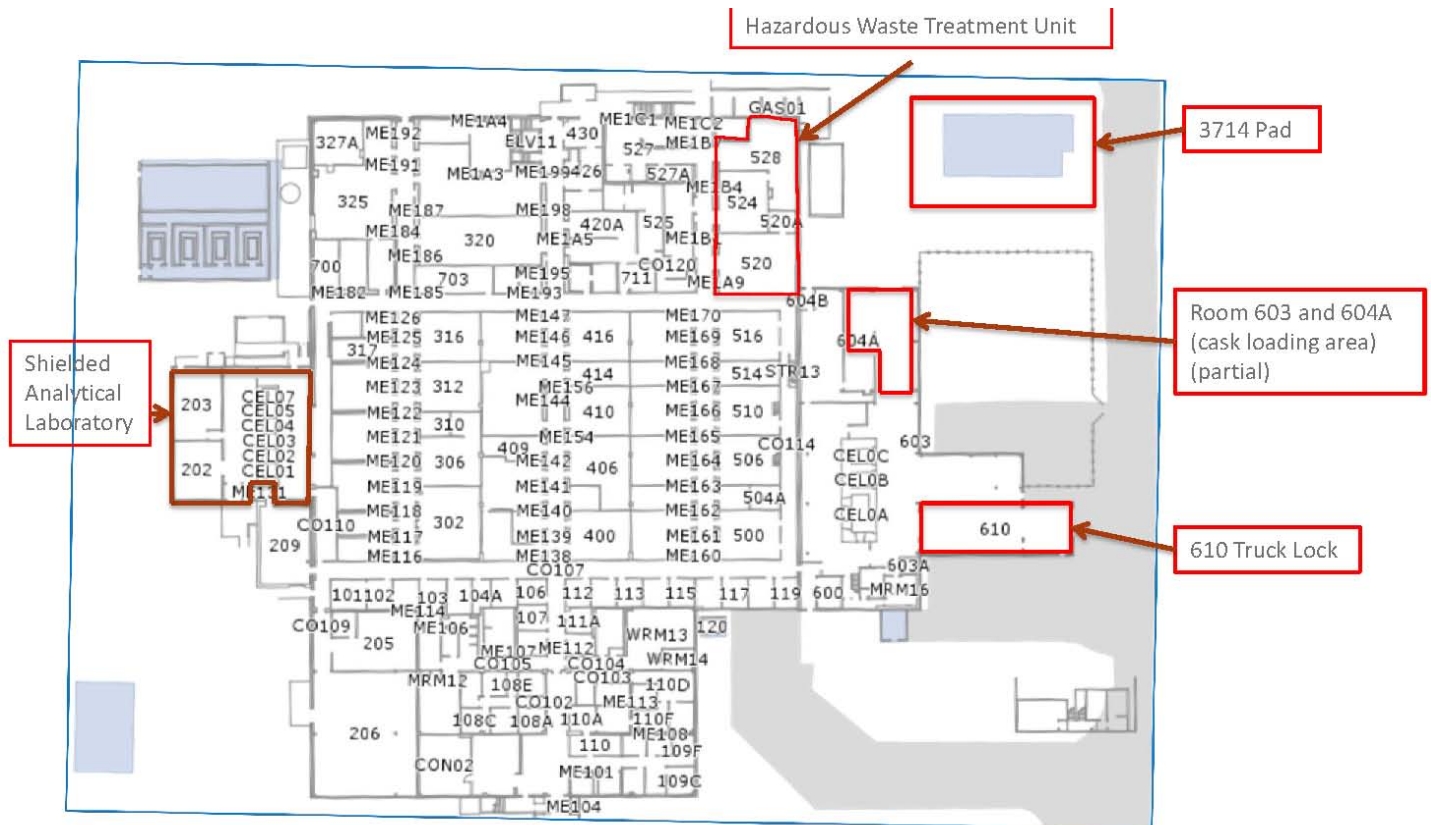 Hazardous Waste Treatment Unit
GAS01
3714 Pad
327A ME192 ME1A4 ELV11 430 ME1C1 ME1C2
ME191 ME1A3 ME199 426 527 ME1B 528
527A
325 ME187 ME198 ME1B4 524
ME184 320 420A 525 520A
ME186 ME1A5 ME1B1
700 703 ME195 711 CO120 520
ME182 ME185 ME193 ME1A9
604B
Room 603 and 604A
(cask loading area)
(partial)
604A
ME126 ME147 ME170
317 ME125 316 ME146 416 ME169 516
ME124 ME145 ME168
414 514 STR13
ME123 312 ME156 ME167
ME144
ME122 410 ME166 510
310
ME121 409 ME154 ME165 CO114 603
ME120 306 ME142 406 ME164 506 CEL0C
ME119 ME141 ME163 CEL0B
504A
ME118 302 ME140 ME162 CEL0A
ME117 ME139 400 ME161 500
ME116 ME138 ME160
CO107
610
610 Truck Lock
603A
MRM16
Shielded
Analytical
Laboratory
203
CEL07
CEL05
CEL04
CEL03
CEL02
CEL01
202
CO110
209
101 102 103 104A 106 112 113 115 117 119 600
ME114
CO109 205 ME106 107 111A WRM13 120
ME107 ME112
CO105 CO104 WRM14
MRM12 108E CO103 110D
CO102 ME113
108C 108A 110A 110F
206 110 ME108
109F
CON02 ME101 109C
ME104